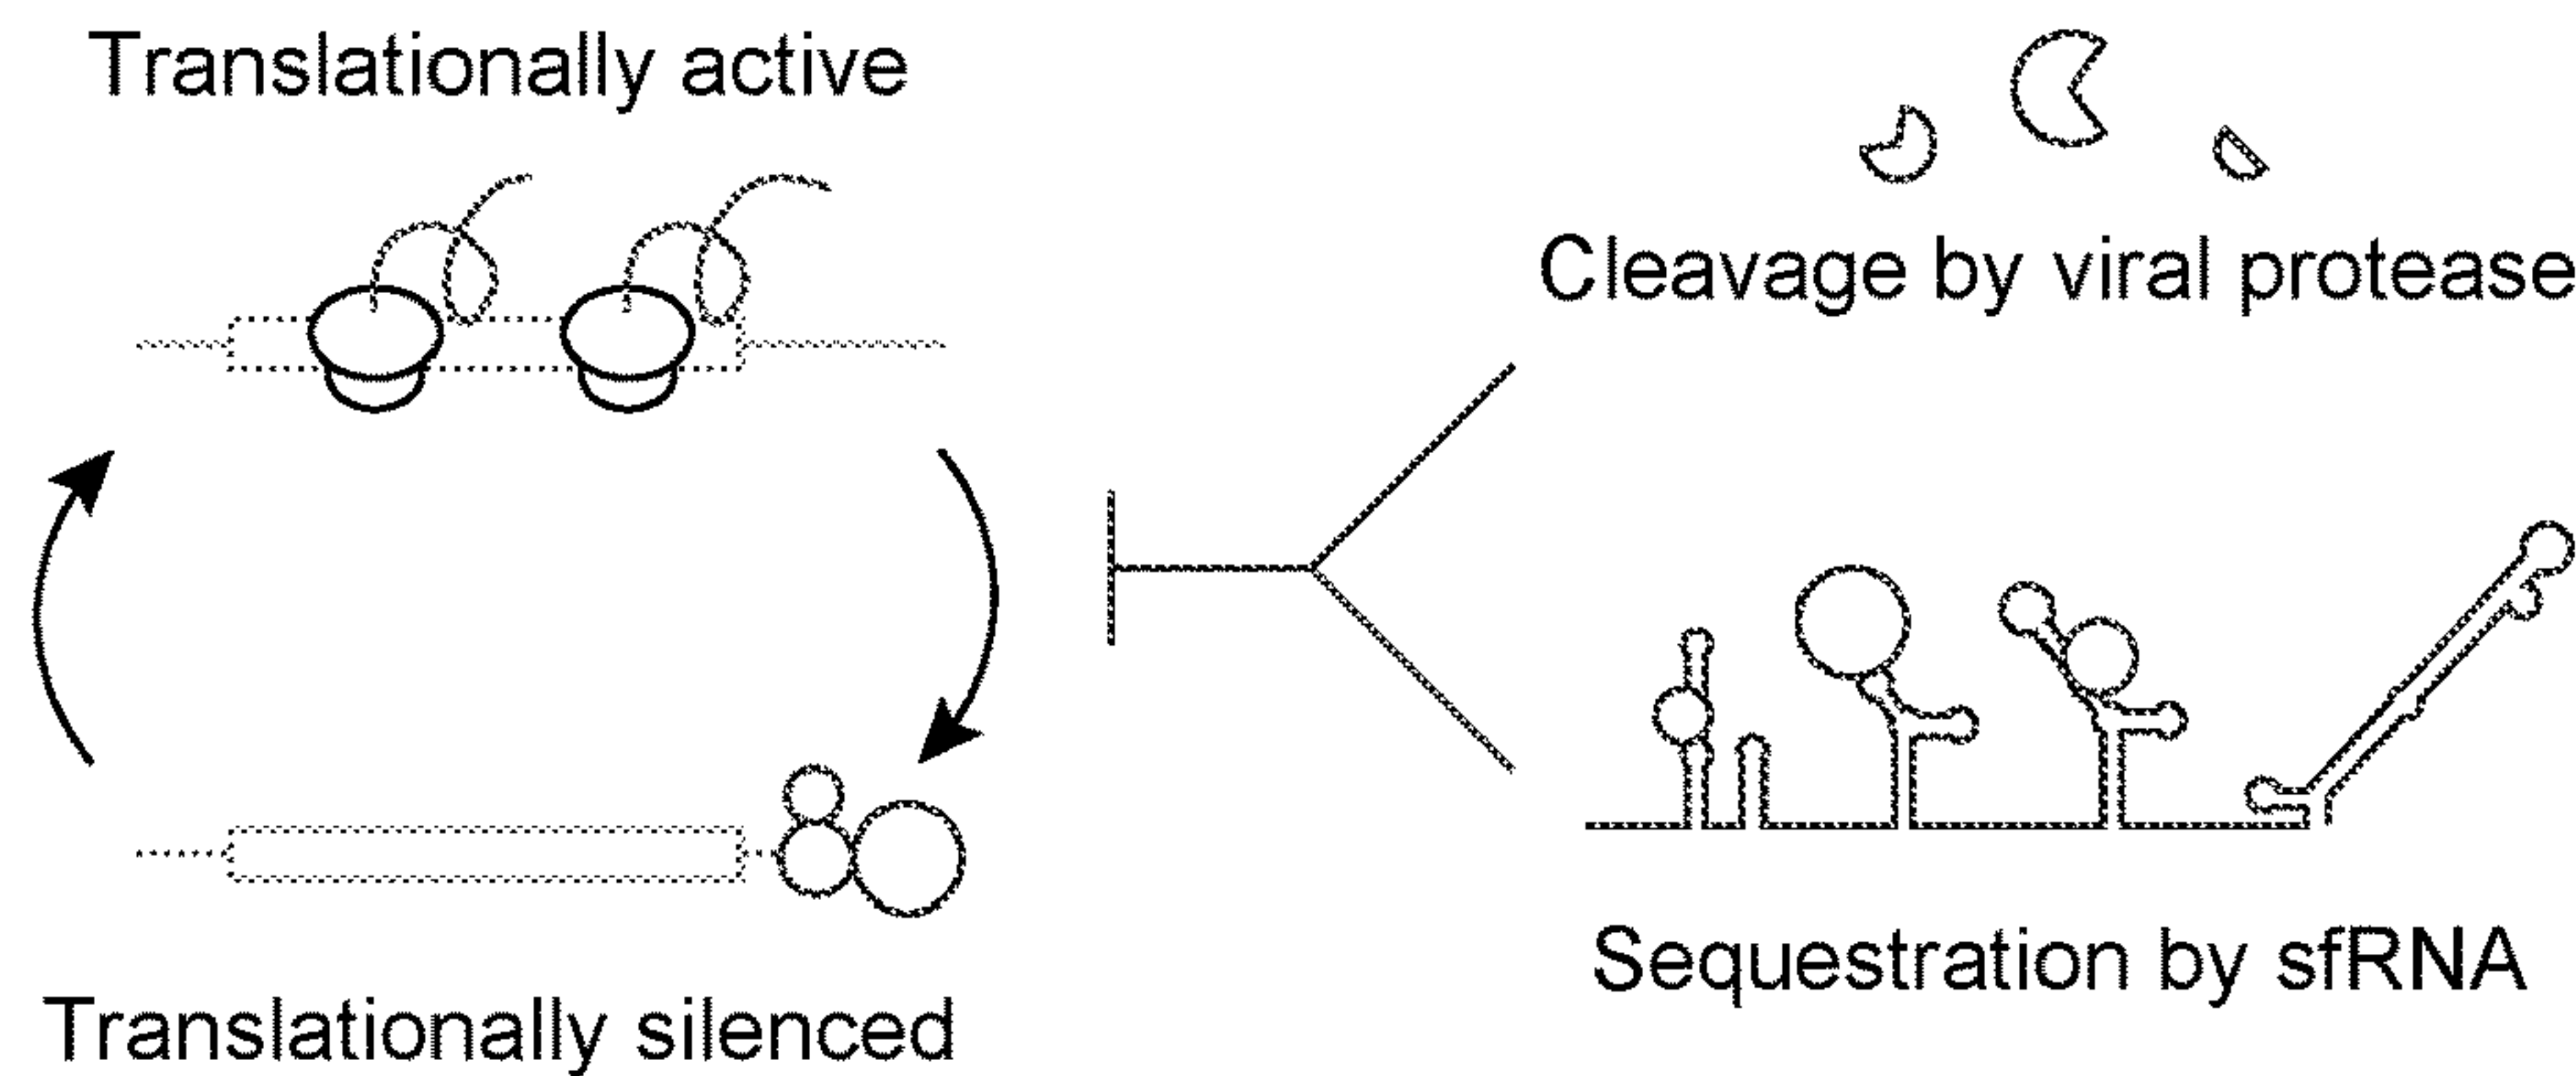 Translationally active
Cleavage by viral protease
Sequestration by sfRNA
Translationally silenced